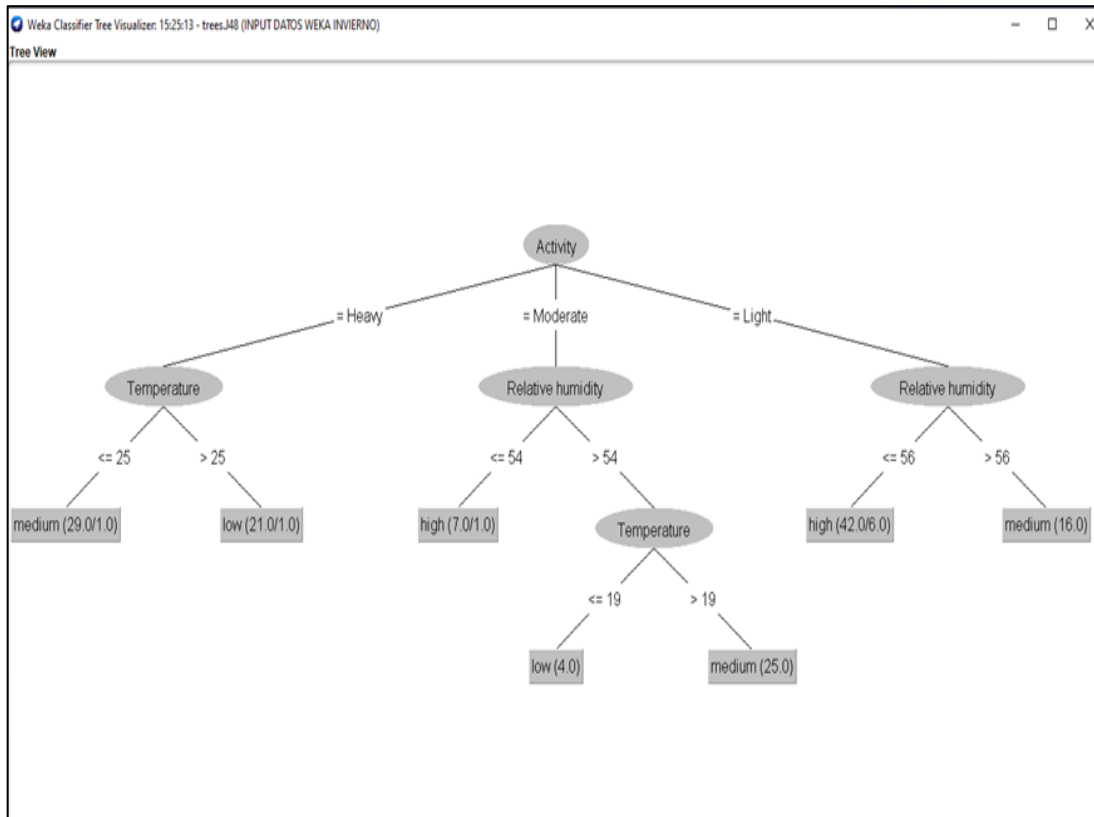 Weka Classifier Tree Visualizer: 15:25:13 - trees.J48 (INPUT DATOS WEKA INVIERNO)
Tree View
Activity
= Heavy
= Moderate
= Light
Temperature
Relative humidity
Relative humidity
<= 25
> 25
<= 54
> 54
<= 56
> 56
medium (29.0/1.0)
low (21.0/1.0)
high (7.0/1.0)
Temperature
high (42.0/6.0)
medium (16.0)
<= 19
> 19
low (4.0)
medium (25.0)